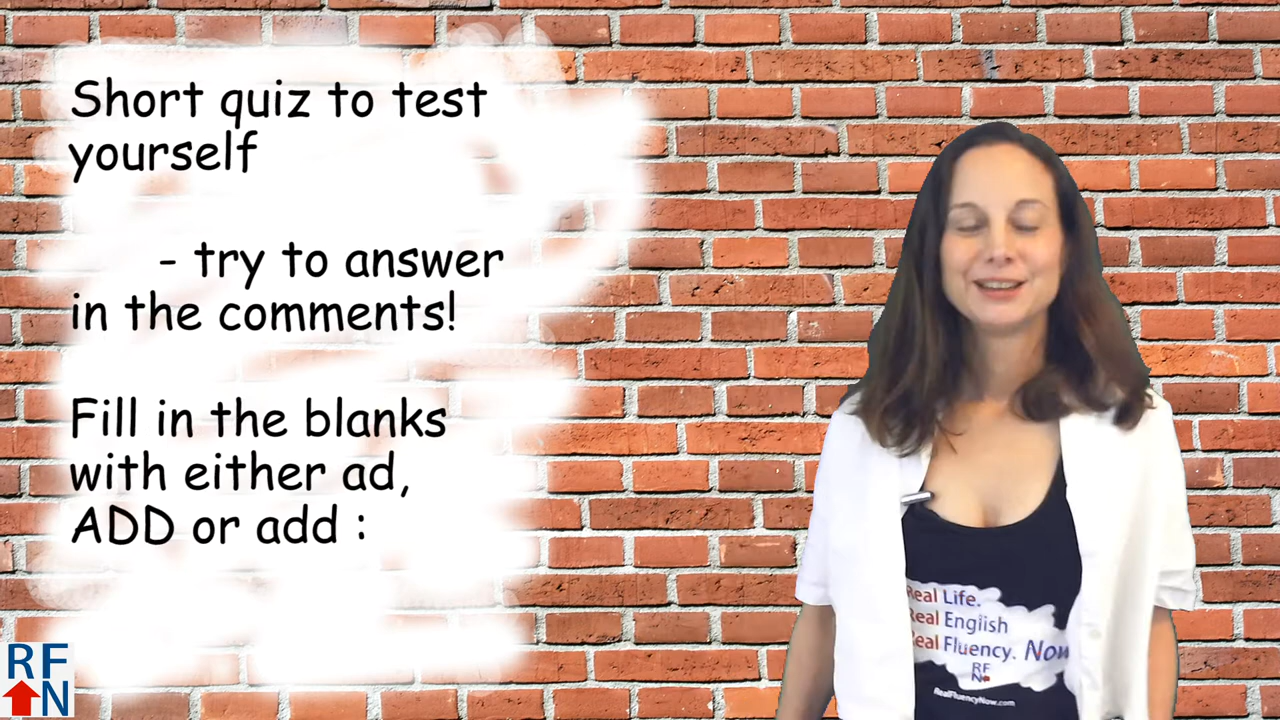 Short quiz to test
yourself
- try to answer
in the comments!
Fill in the blanks
with either ad,
ADD or add :
Real Life.
Real English
Real Fluency. Now
RF
N
RealFluencyNow.com
RF
N